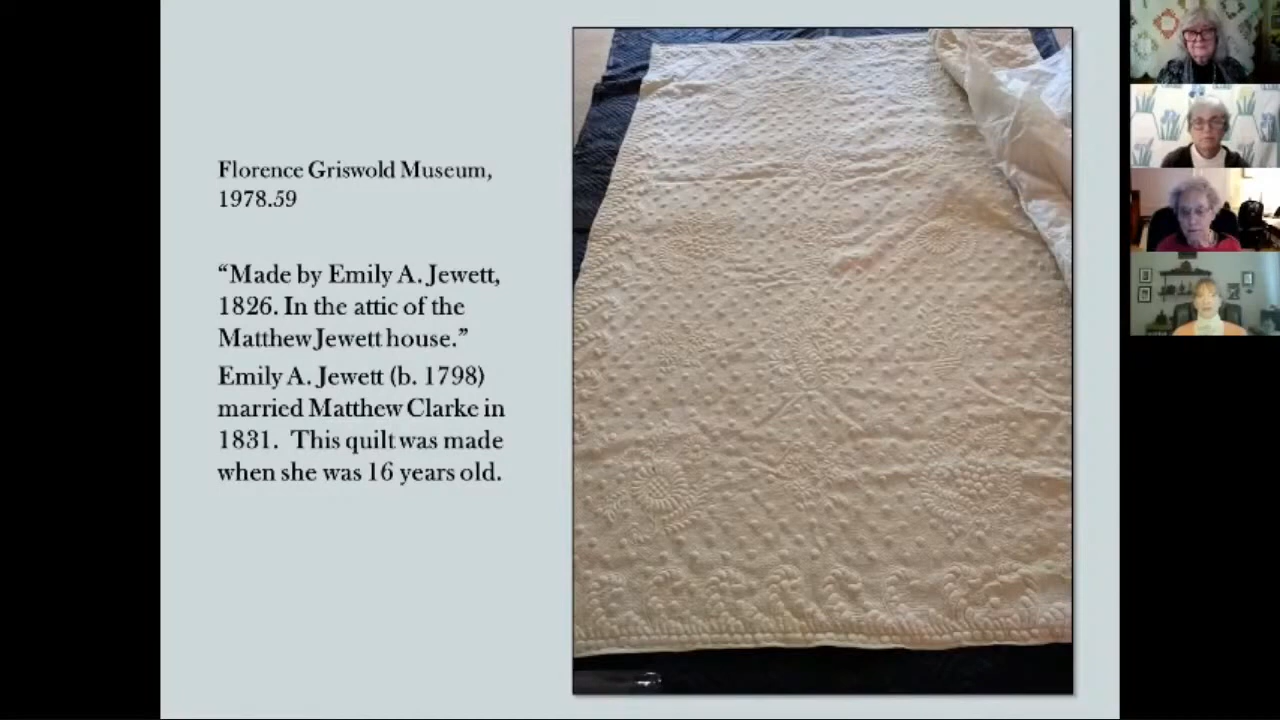 Florence Griswold Museum,
1978.59
“Made by Emily A. Jewett,
1826. In the attic of the
Matthew Jewett house.”
Emily A. Jewett (b. 1798)
married Matthew Clarke in
1831. This quilt was made
when she was 16 years old.